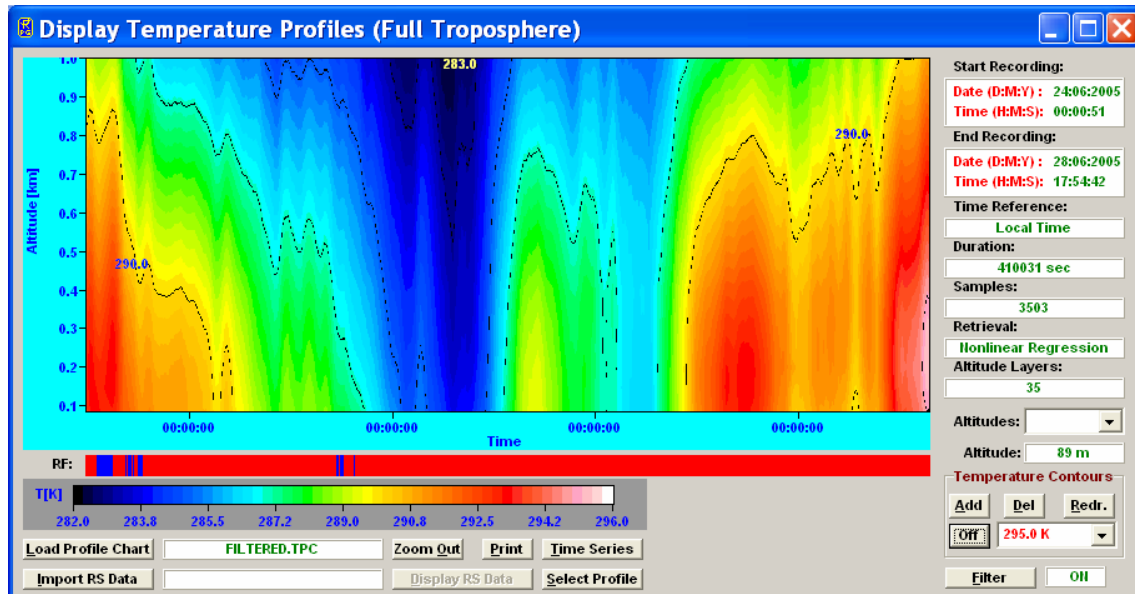 Display Temperature Profiles (Full Troposphere)
1.0
0.9
0.8
0.7
0.6
0.5
0.4
0.3
0.2
0.1
Altitude [km]
283.0
290.0
290.0
00:00:00 00:00:00 00:00:00 00:00:00
Time
RF:
T[K]
282.0 283.8 285.5 287.2 289.0 290.8 292.5 294.2 296.0
Load Profile Chart FILTERED.TPC Zoom Out Print Time Series
Import RS Data Display RS Data Select Profile
Start Recording:
Date (D:M:Y) : 24:06:2005
Time (H:M:S): 00:00:51
End Recording:
Date (D:M:Y) : 28:06:2005
Time (H:M:S): 17:54:42
Time Reference:
Local Time
Duration:
410031 sec
Samples:
3503
Retrieval:
Nonlinear Regression
Altitude Layers:
35
Altitudes:
Altitude: 89 m
Temperature Contours
Add Del Redr.
Off 295.0 K
Filter ON